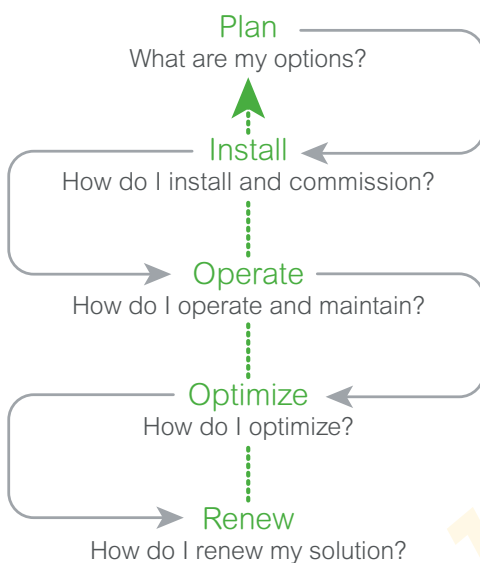 Plan
What are my options?
Install
How do I install and commission?
Operate
How do I operate and maintain?
Optimize
How do I optimize?
Renew
How do I renew my solution?